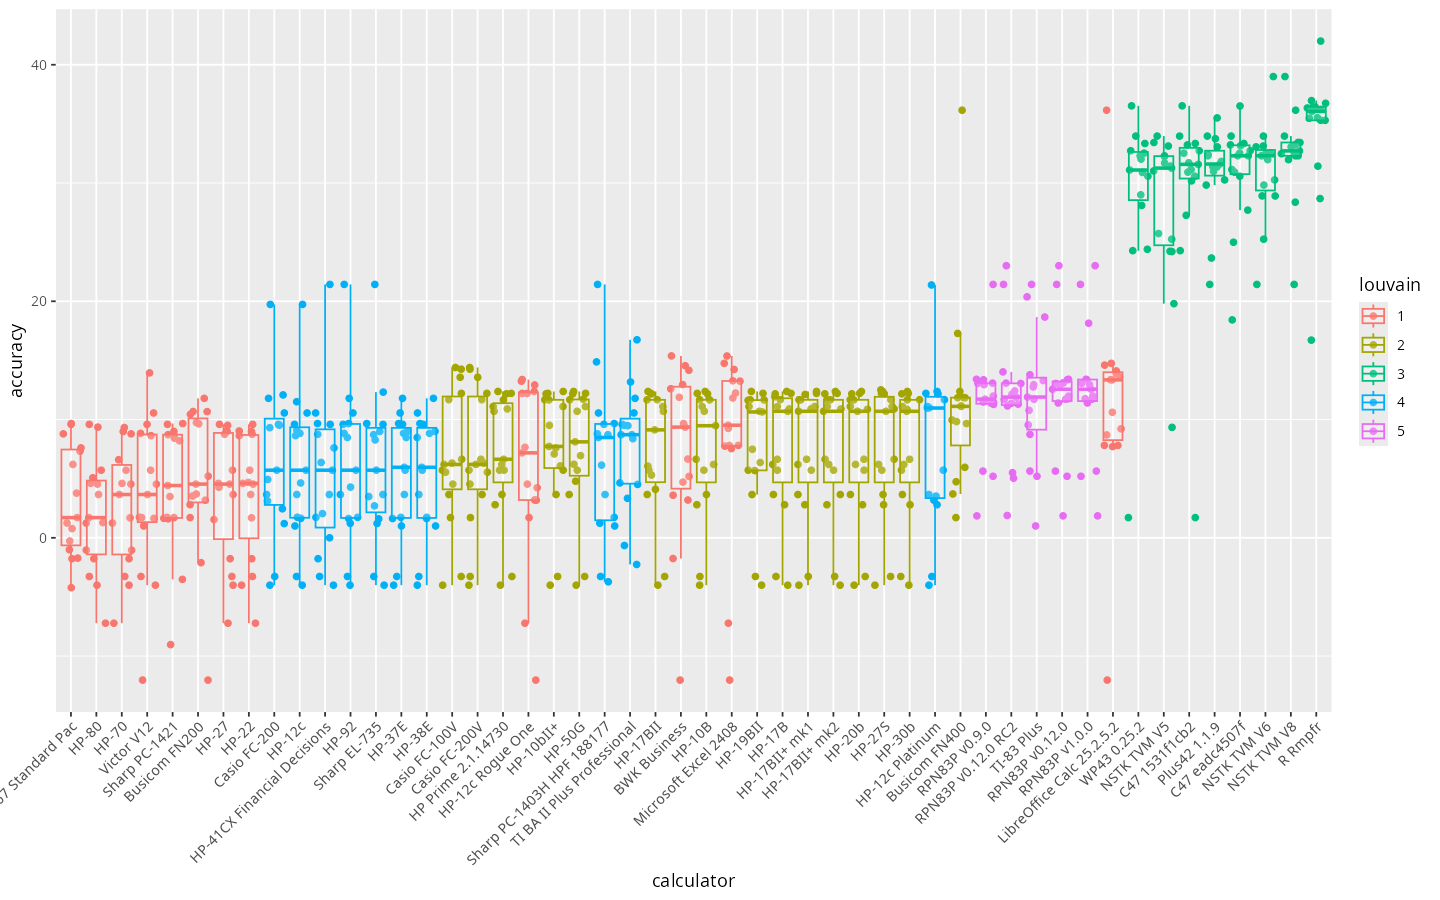 40
20
0
accuracy
67 Standard Pac
HP-80
HP-70
Victor V12
Sharp PC-1421
Busicom FN200
HP-27
HP-22
Casio FC-200
HP-12c
HP-41CX Financial Decisions
HP-92
Sharp EL-735
HP-37E
HP-38E
Casio FC-100V
Casio FC-200V
HP Prime 2.1.14730
HP-12c Rogue One
HP-10bII+
HP-50G
Sharp PC-1403H HPF 188177
TI BA II Plus Professional
HP-17BII
BWK Business
HP-10B
Microsoft Excel 2408
HP-19BII
HP-17B
HP-17BII+ mk1
HP-17BII+ mk2
HP-20b
HP-27S
HP-30b
HP-12c Platinum
Busicom FN400
RPN83P v0.9.0
RPN83P v0.12.0 RC2
TI-83 Plus
RPN83P v0.12.0
RPN83P v1.0.0
LibreOffice Calc 25.2.5.2
WP43 0.25.2
NSTK TVM V5
C47 153f1fcb2
Plus42 1.1.9
C47 eadc4507f
NSTK TVM V6
NSTK TVM V8
R Rmpfr
calculator
louvain
1
2
3
4
5